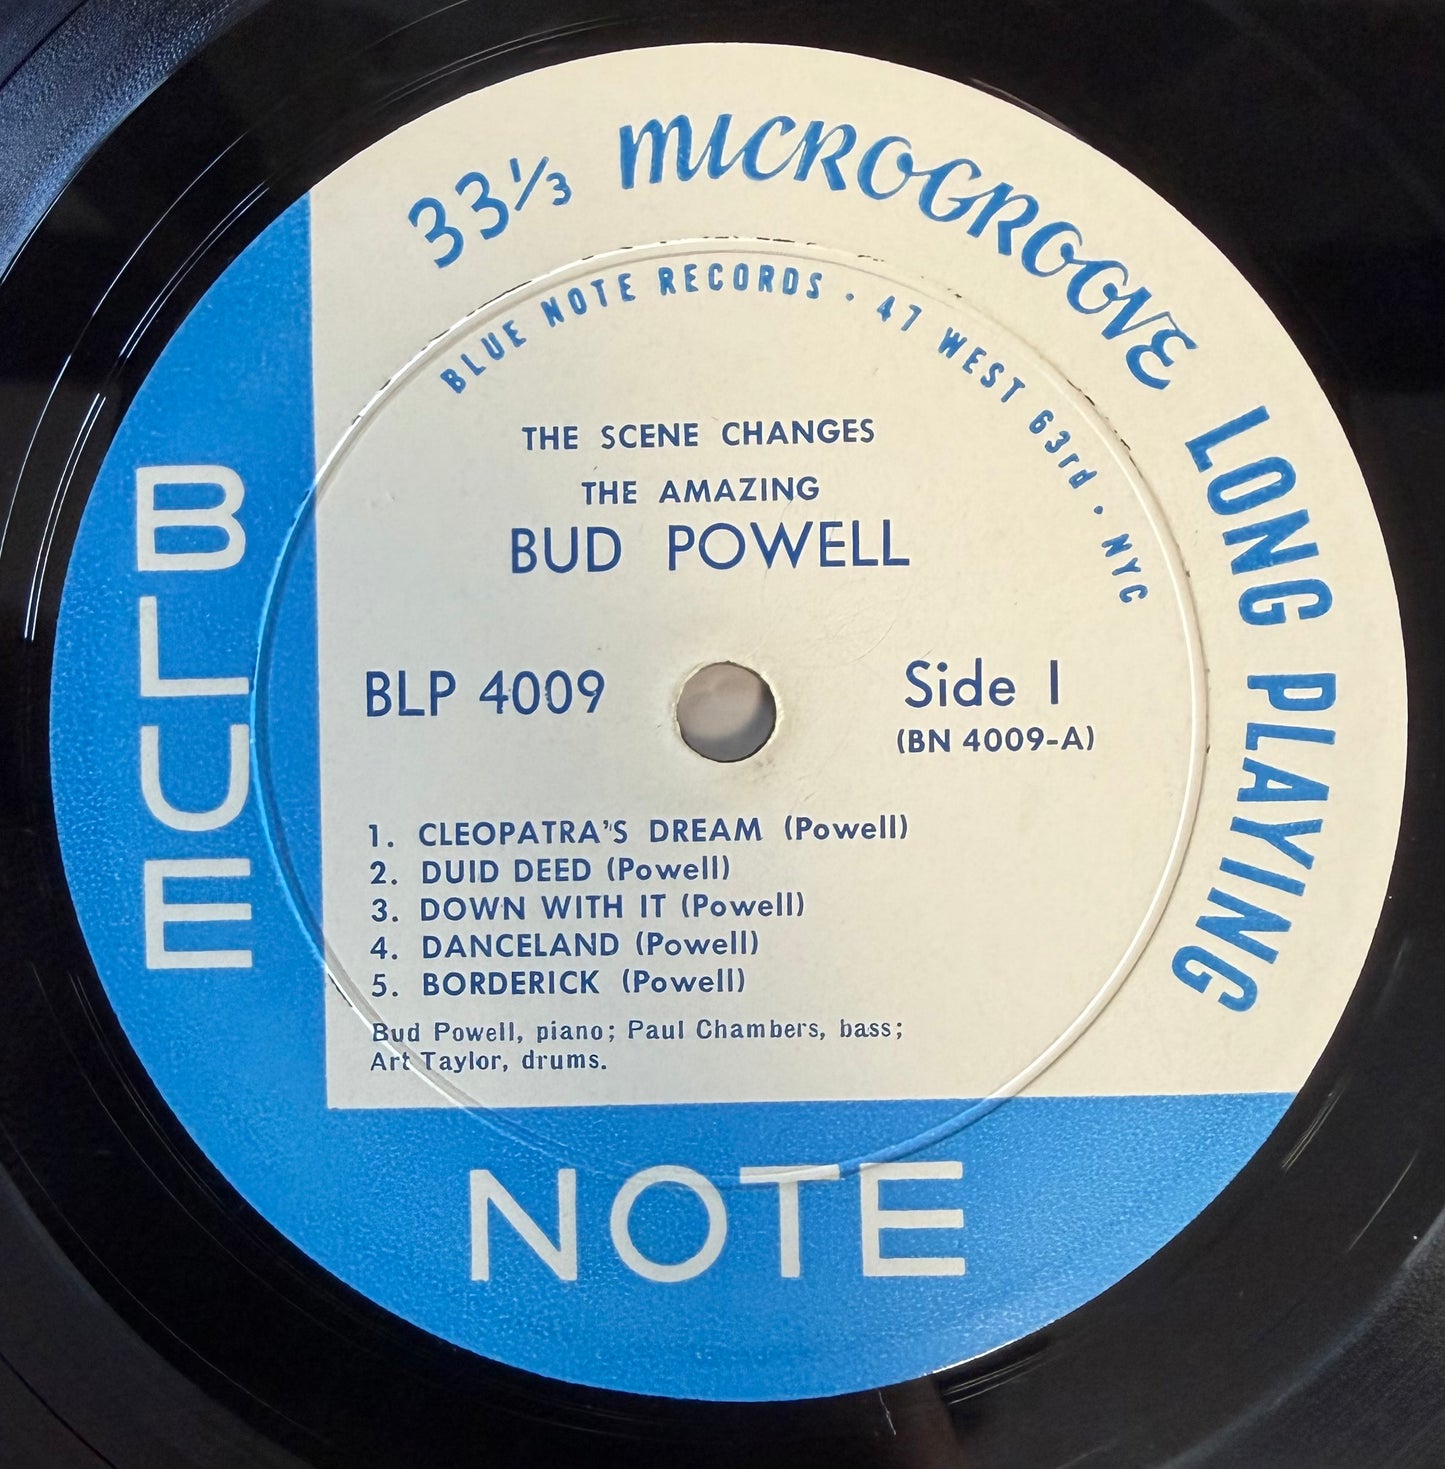 33⅓ MICROGROOVE LONG PLAYING
BLUE NOTE RECORDS · 47 WEST 63rd · NYC
THE SCENE CHANGES
THE AMAZING
BUD POWELL
BLP 4009
Side 1
(BN 4009-A)
1. CLEOPATRA'S DREAM (Powell)
2. DUID DEED (Powell)
3. DOWN WITH IT (Powell)
4. DANCELAND (Powell)
5. BORDERICK (Powell)
Bud Powell, piano; Paul Chambers, bass;
Art Taylor, drums.
BLUE
NOTE